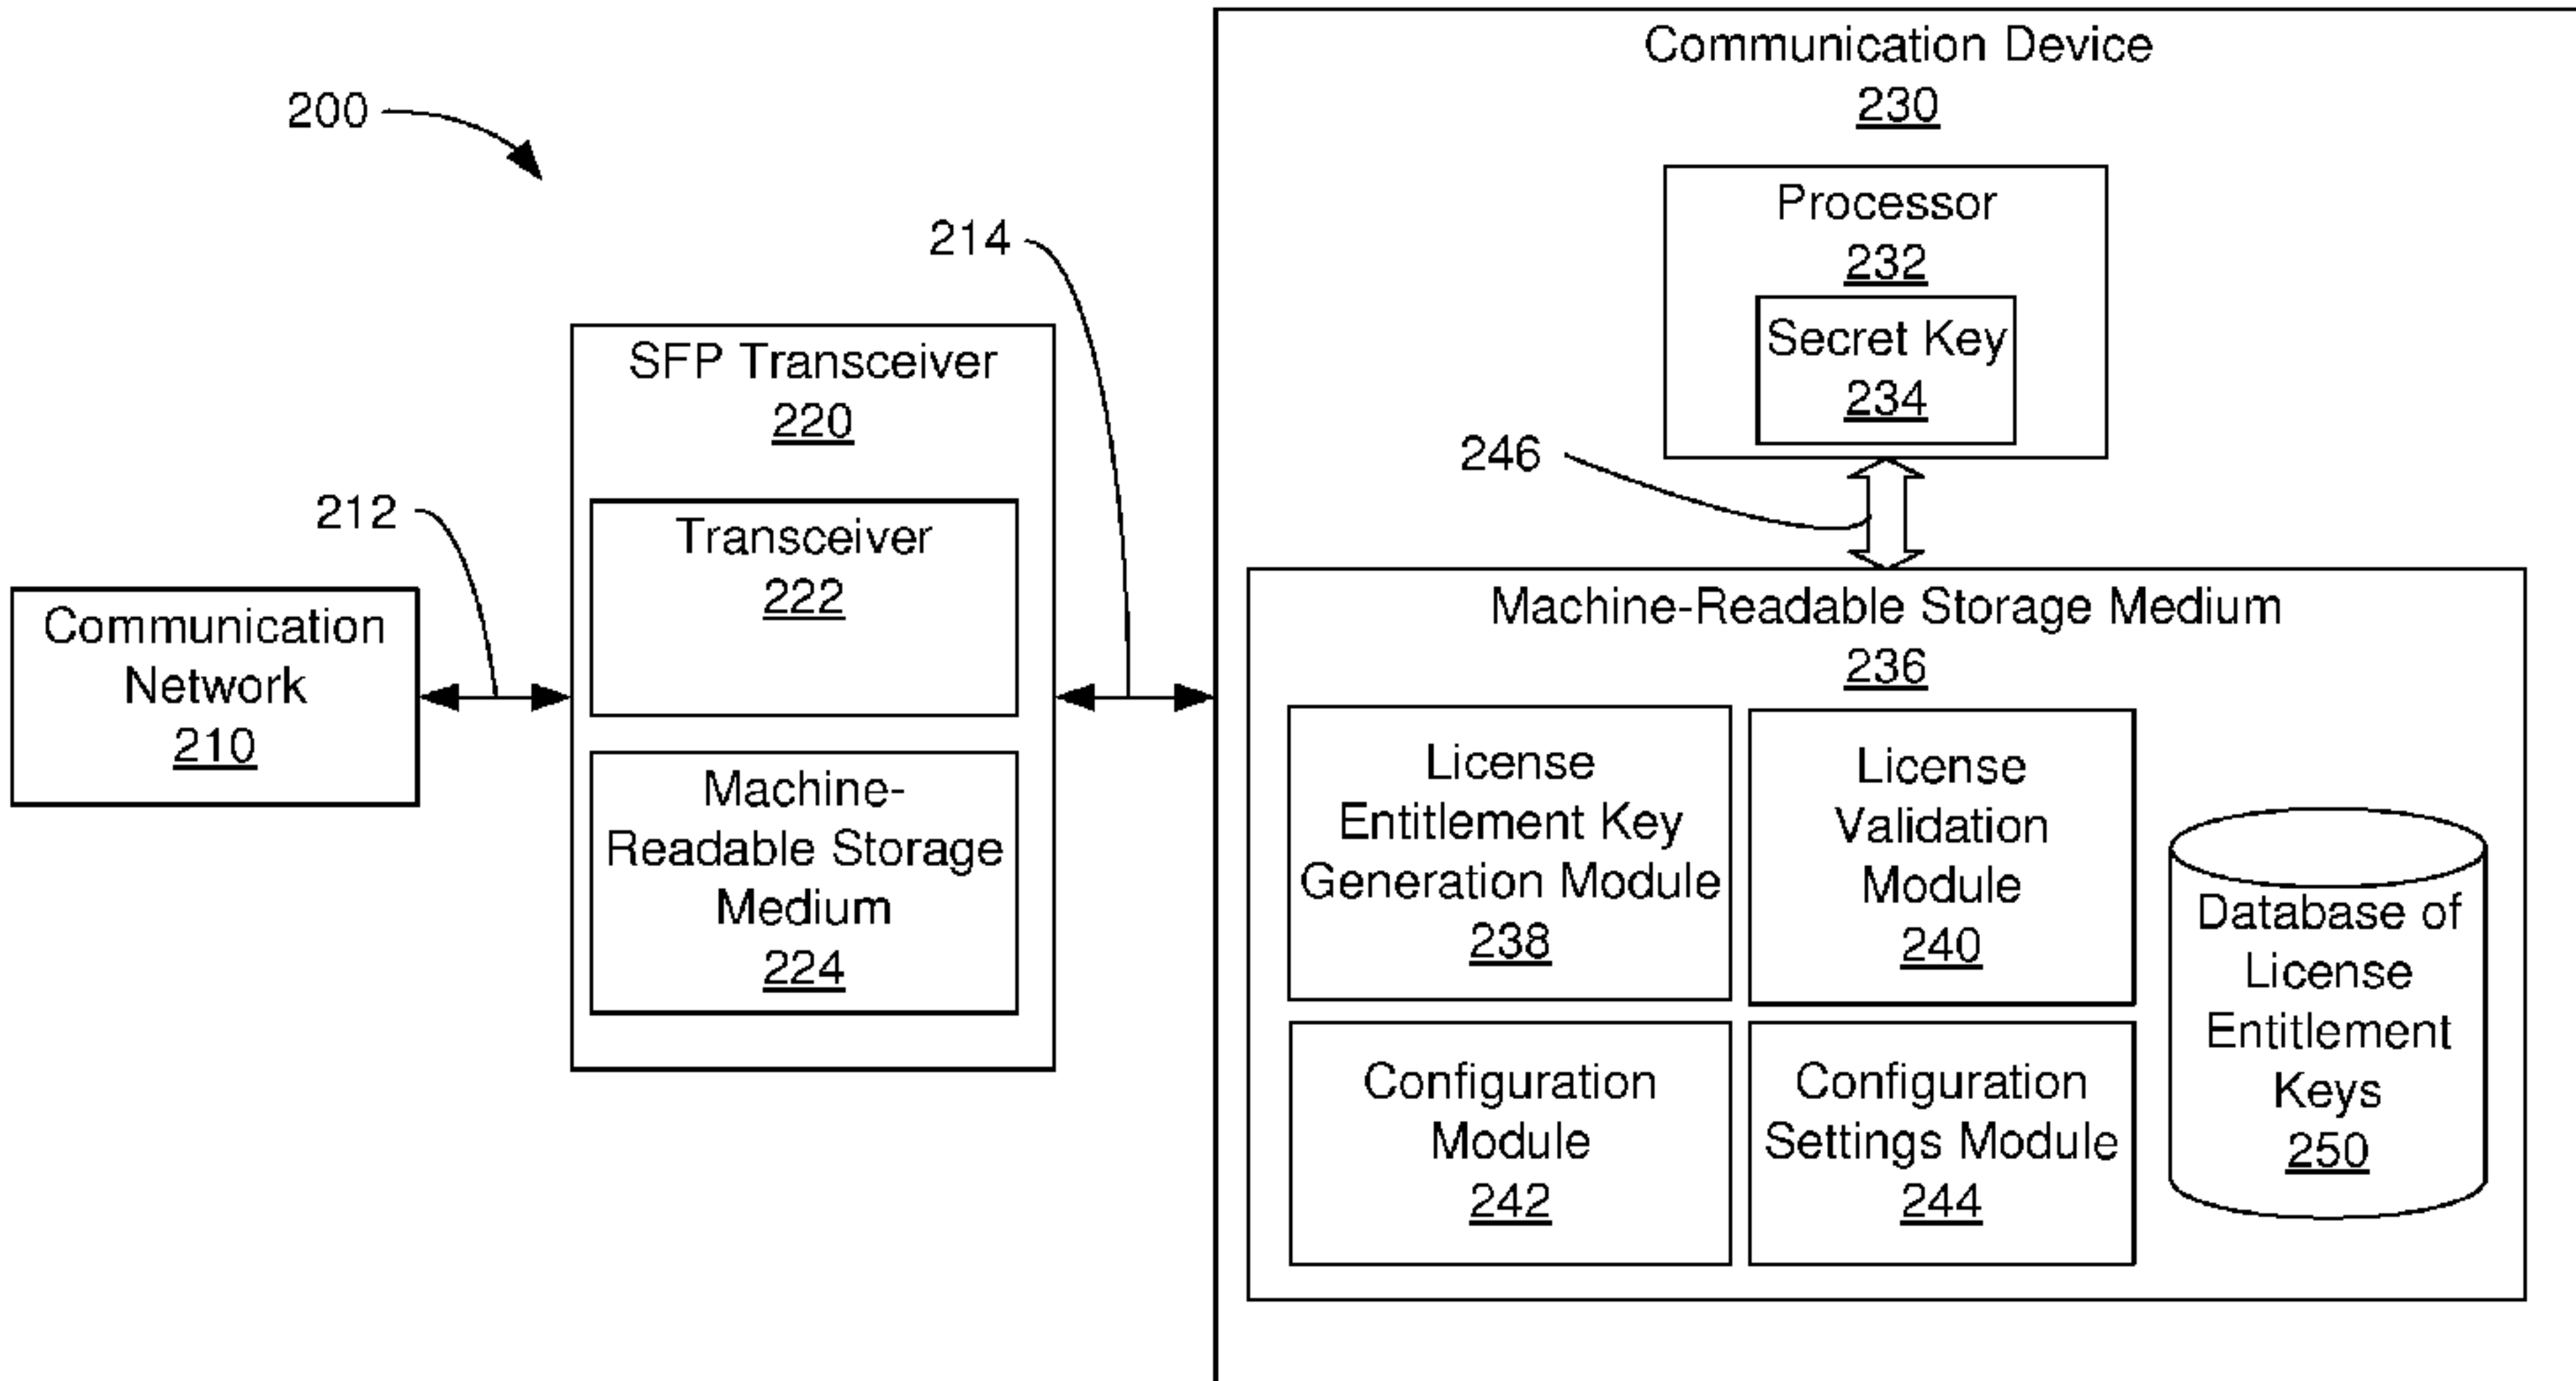 200
212
214
Communication
Network
210
SFP Transceiver
220
Transceiver
222
Machine-
Readable Storage
Medium
224
Communication Device
230
Processor
232
Secret Key
234
246
Machine-Readable Storage Medium
236
License
Entitlement Key
Generation Module
238
License
Validation
Module
240
Configuration
Module
242
Configuration
Settings Module
244
Database of
License
Entitlement
Keys
250